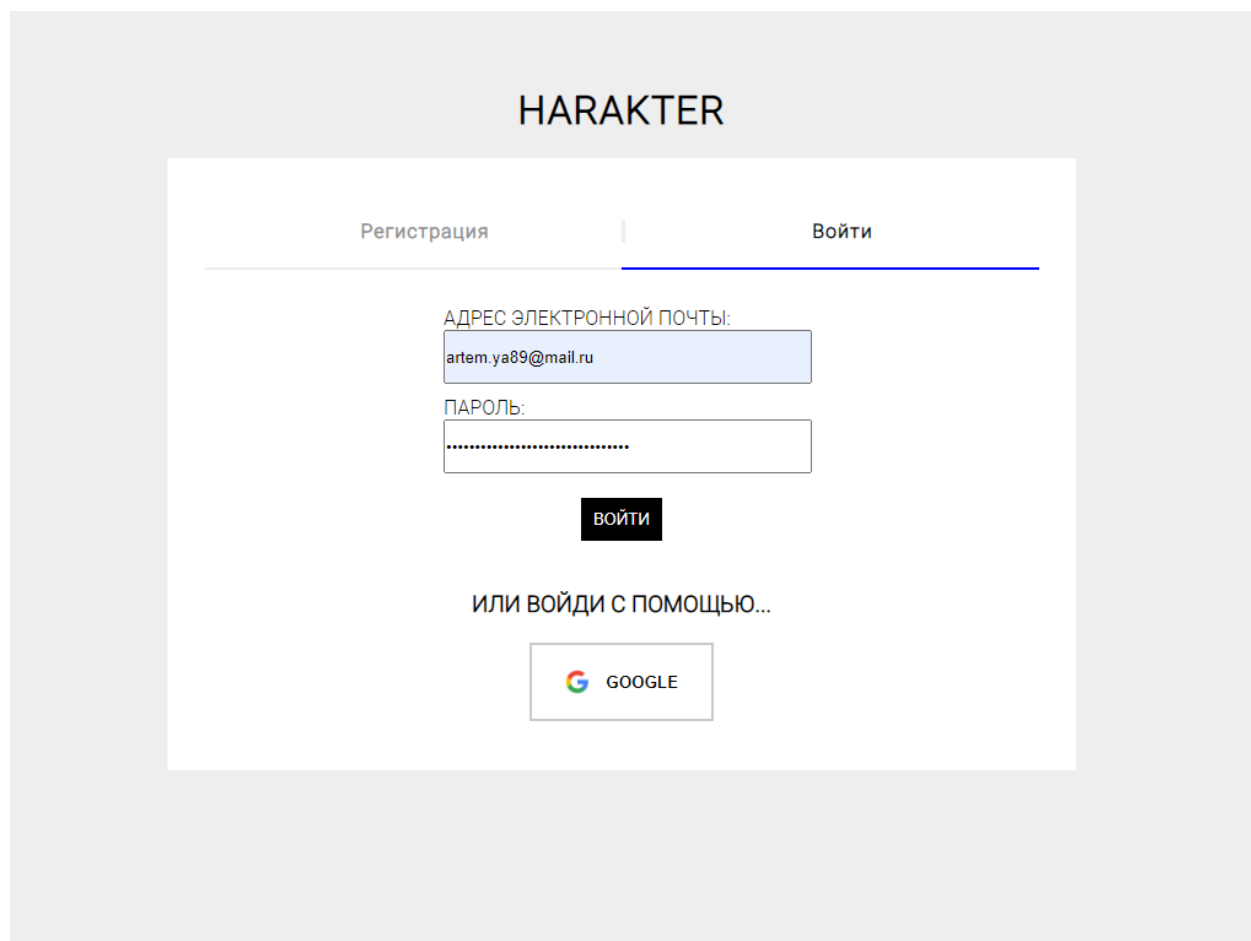 HARAKTER
Регистрация | Войти
АДРЕС ЭЛЕКТРОННОЙ ПОЧТЫ:
artem.ya89@mail.ru
ПАРОЛЬ:
••••••••••••••••••••••••••••••••
ВОЙТИ
ИЛИ ВОЙДИ С ПОМОЩЬЮ...
GOOGLE